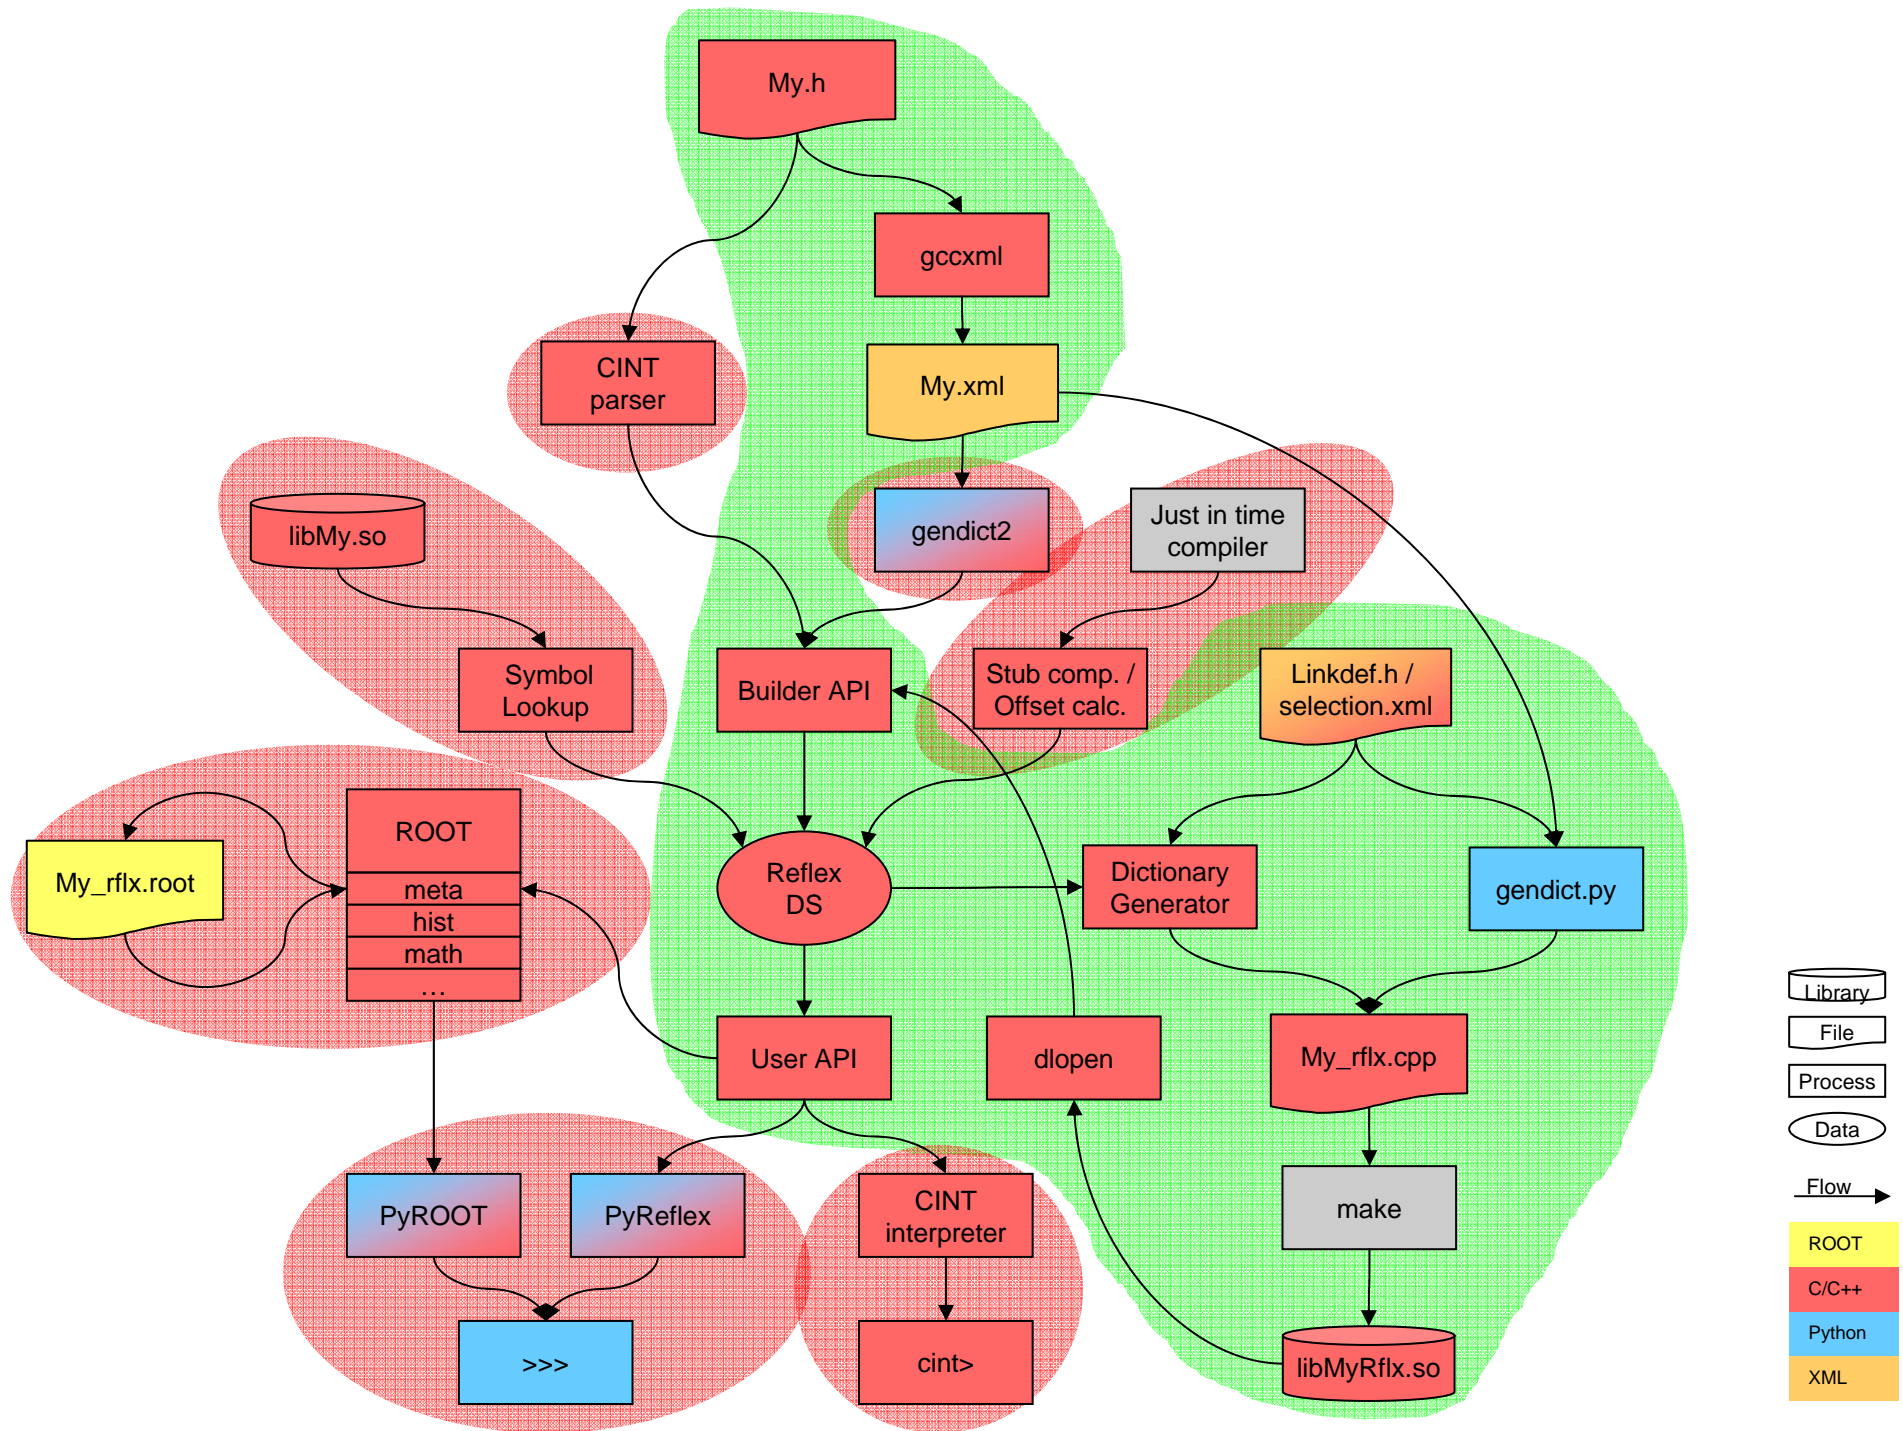 My.h
gccxml
CINT
parser
My.xml
libMy.so
gendict2
Just in time
compiler
Symbol
Lookup
Builder API
Stub comp. /
Offset calc.
Linkdef.h /
selection.xml
ROOT
meta
hist
math
…
My_rflx.root
Reflex
DS
Dictionary
Generator
gendict.py
User API
dlopen
My_rflx.cpp
PyROOT
PyReflex
CINT
interpreter
make
>>>
cint>
libMyRflx.so
Library
File
Process
Data
Flow
ROOT
C/C++
Python
XML